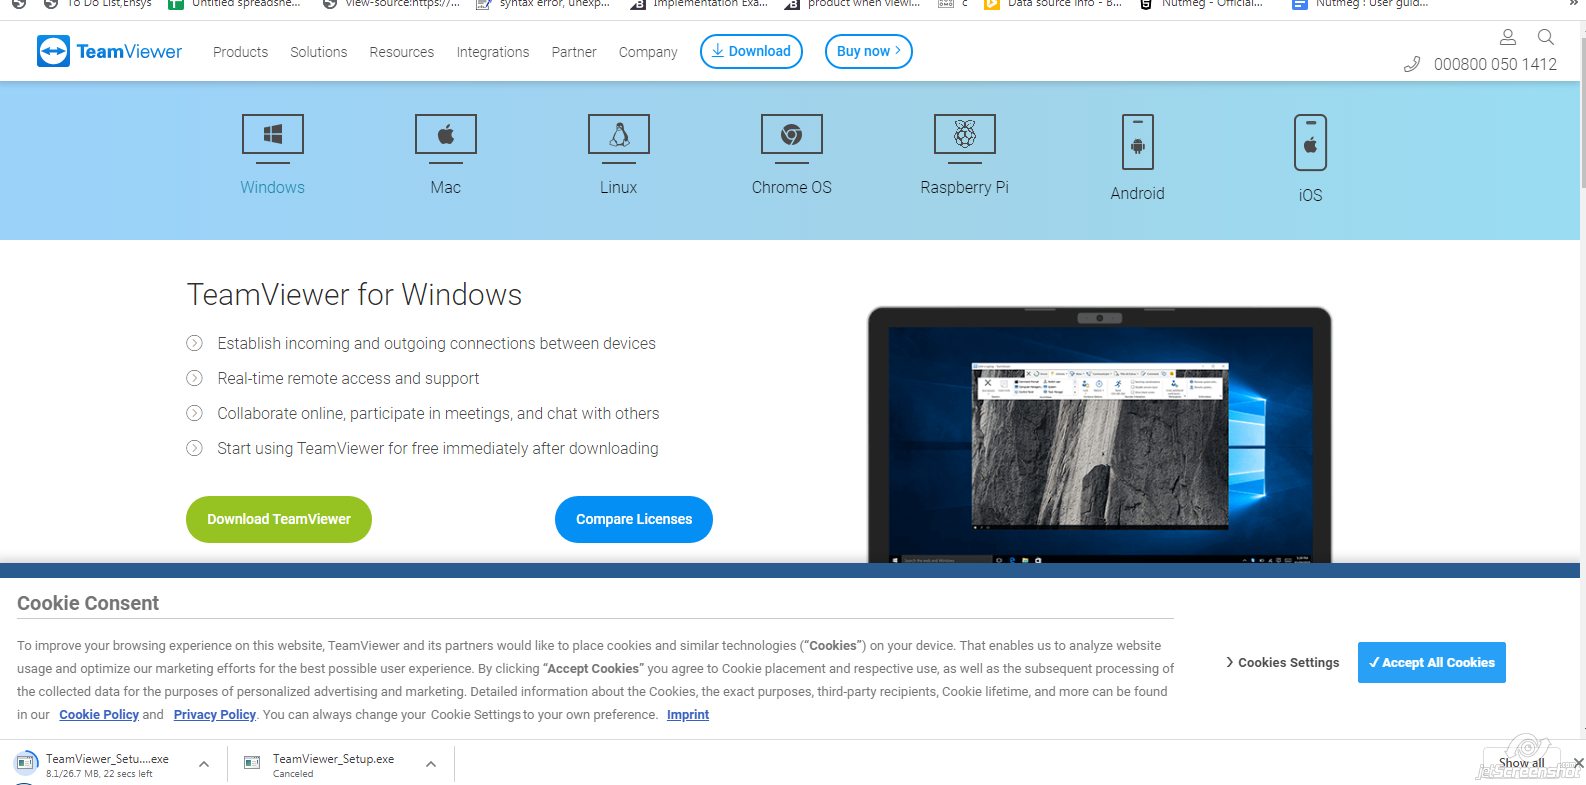 To Do List,Ensys
Untitled spreadshe...
view-source:https://...
syntax error, unexp...
Implementation Exa...
product when viewi...
c
Data source info - B...
Nutmeg - Official...
Nutmeg : User guid...
»
TeamViewer
Products
Solutions
Resources
Integrations
Partner
Company
Download
Buy now
000800 050 1412
Windows
Mac
Linux
Chrome OS
Raspberry Pi
Android
iOS
TeamViewer for Windows
Establish incoming and outgoing connections between devices
Real-time remote access and support
Collaborate online, participate in meetings, and chat with others
Start using TeamViewer for free immediately after downloading
Download TeamViewer
Compare Licenses
Cookie Consent
To improve your browsing experience on this website, TeamViewer and its partners would like to place cookies and similar technologies (“Cookies”) on your device. That enables us to analyze website
usage and optimize our marketing efforts for the best possible user experience. By clicking “Accept Cookies” you agree to Cookie placement and respective use, as well as the subsequent processing of
the collected data for the purposes of personalized advertising and marketing. Detailed information about the Cookies, the exact purposes, third-party recipients, Cookie lifetime, and more can be found
in our Cookie Policy and Privacy Policy. You can always change your Cookie Settings to your own preference. Imprint
Cookies Settings
✓ Accept All Cookies
TeamViewer_Setu....exe
8.1/26.7 MB, 22 secs left
TeamViewer_Setup.exe
Canceled
Show all
jetScreenshot